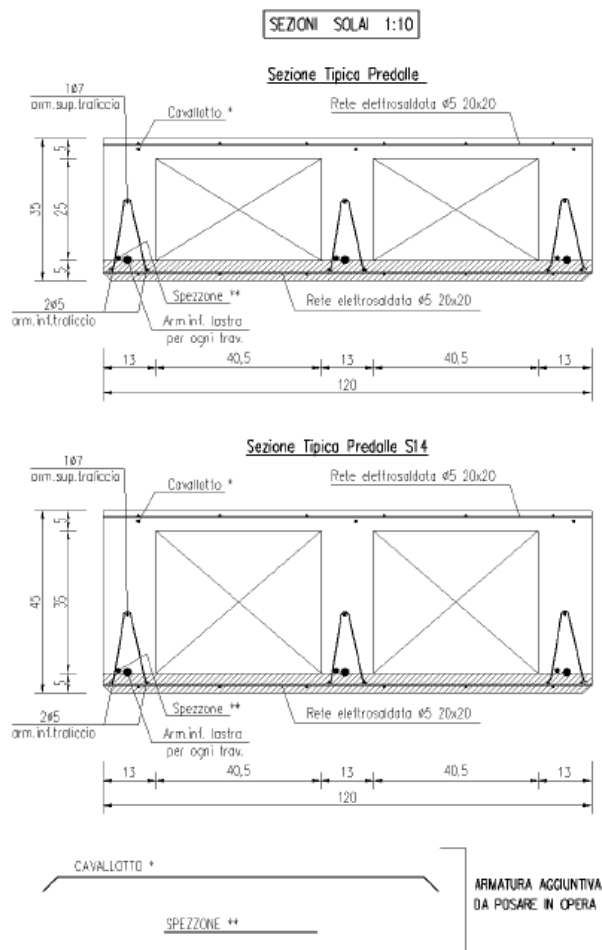 SEZIONI SOLAI 1:10
Sezione Tipica Predalle
1ø7
arm.sup.traliccio
Cavallotto *
Rete elettrosaldata ø5 20x20
5
25
35
5
2ø5
arm.inf.traliccio
Spezzone **
Arm.inf. lastra
per ogni trav.
Rete elettrosaldata ø5 20x20
13 40,5 13 40,5 13
120
Sezione Tipica Predalle S14
1ø7
arm.sup.traliccio
Cavallotto *
Rete elettrosaldata ø5 20x20
5
35
45
5
2ø5
arm.inf.traliccio
Spezzone **
Arm.inf. lastra
per ogni trav.
Rete elettrosaldata ø5 20x20
13 40,5 13 40,5 13
120
CAVALLOTTO *
SPEZZONE **
ARMATURA AGGIUNTIVA
DA POSARE IN OPERA